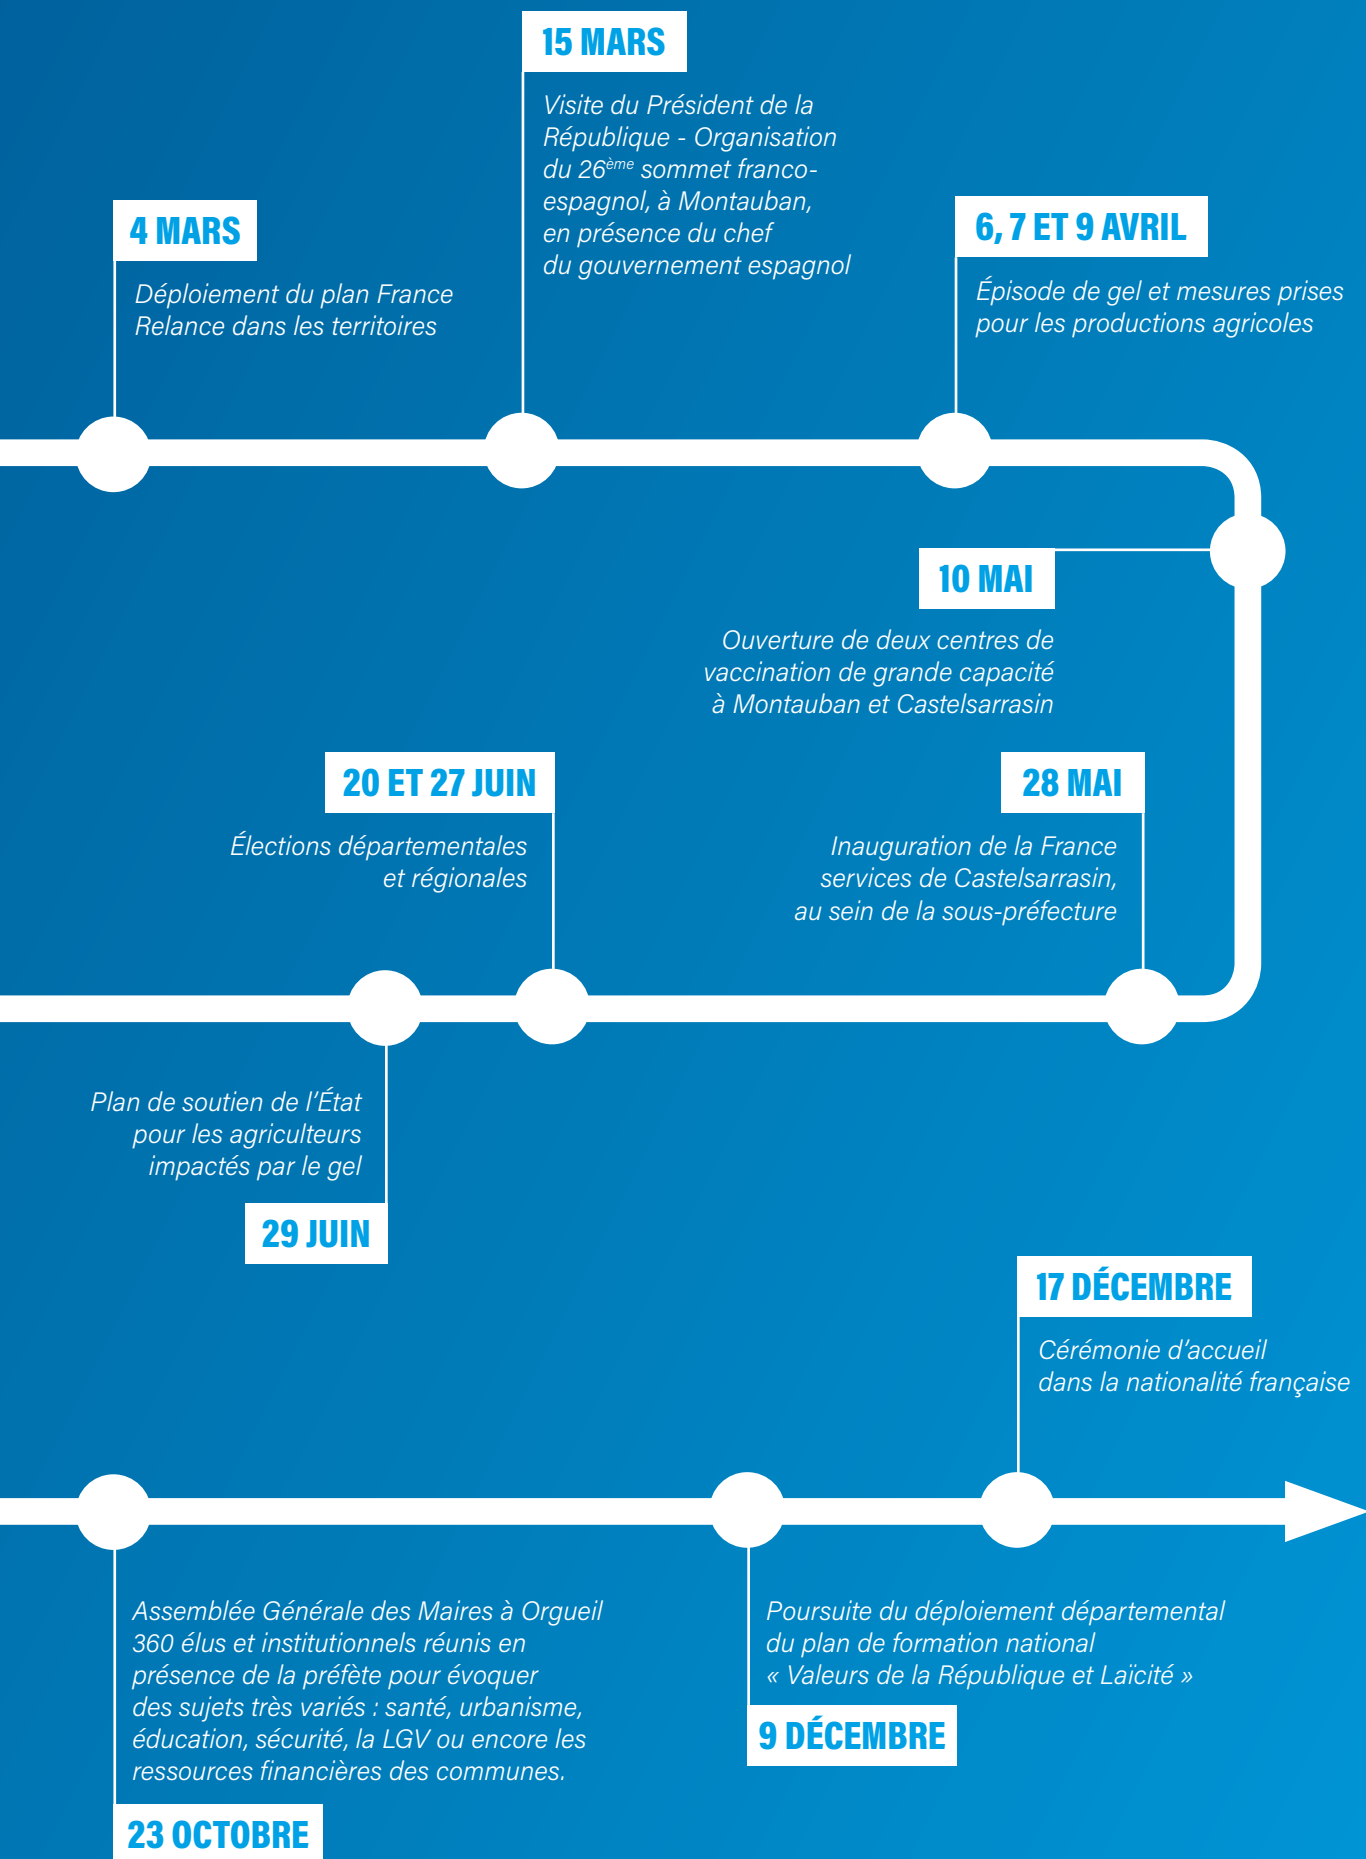 4 MARS
Déploiement du plan France
Relance dans les territoires
15 MARS
Visite du Président de la
République - Organisation
du 26ème sommet franco-
espagnol, à Montauban,
en présence du chef
du gouvernement espagnol
6, 7 ET 9 AVRIL
Épisode de gel et mesures prises
pour les productions agricoles
10 MAI
Ouverture de deux centres de
vaccination de grande capacité
à Montauban et Castelsarrasin
28 MAI
Inauguration de la France
services de Castelsarrasin,
au sein de la sous-préfecture
20 ET 27 JUIN
Élections départementales
et régionales
Plan de soutien de l’État
pour les agriculteurs
impactés par le gel
29 JUIN
Assemblée Générale des Maires à Orgueil
360 élus et institutionnels réunis en
présence de la préfète pour évoquer
des sujets très variés : santé, urbanisme,
éducation, sécurité, la LGV ou encore les
ressources financières des communes.
23 OCTOBRE
Poursuite du déploiement départemental
du plan de formation national
« Valeurs de la République et Laïcité »
9 DÉCEMBRE
17 DÉCEMBRE
Cérémonie d’accueil
dans la nationalité française